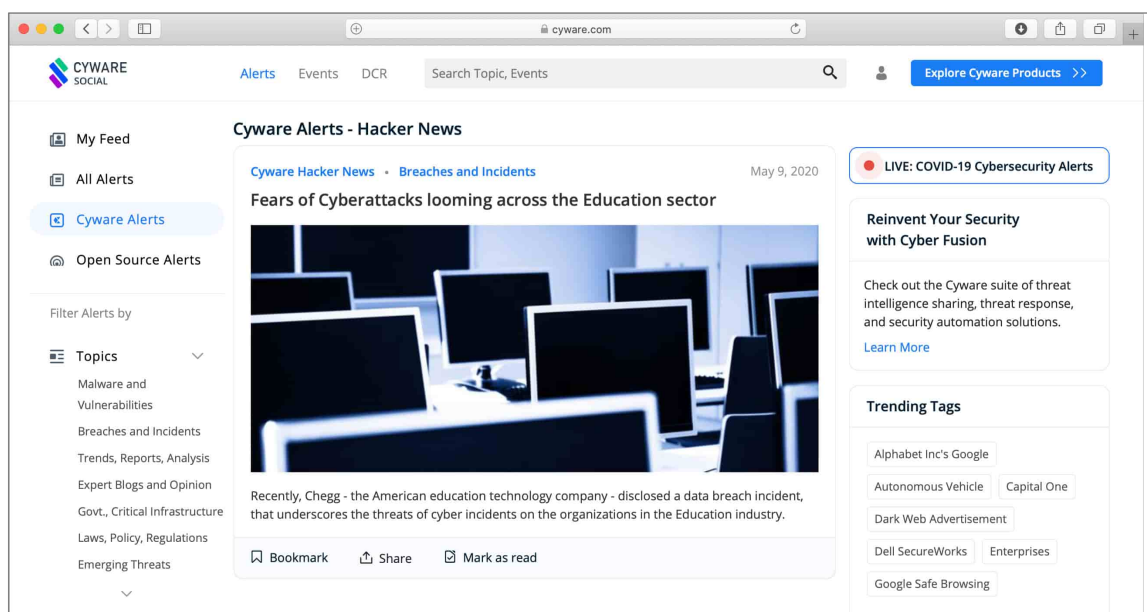 cyware.com
CYWARE
SOCIAL
Alerts
Events
DCR
Search Topic, Events
Explore Cyware Products >>
My Feed
All Alerts
Cyware Alerts
Open Source Alerts
Filter Alerts by
Topics
Malware and
Vulnerabilities
Breaches and Incidents
Trends, Reports, Analysis
Expert Blogs and Opinion
Govt., Critical Infrastructure
Laws, Policy, Regulations
Emerging Threats
Cyware Alerts - Hacker News
Cyware Hacker News • Breaches and Incidents
May 9, 2020
Fears of Cyberattacks looming across the Education sector
Recently, Chegg - the American education technology company - disclosed a data breach incident,
that underscores the threats of cyber incidents on the organizations in the Education industry.
Bookmark
Share
Mark as read
LIVE: COVID-19 Cybersecurity Alerts
Reinvent Your Security
with Cyber Fusion
Check out the Cyware suite of threat
intelligence sharing, threat response,
and security automation solutions.
Learn More
Trending Tags
Alphabet Inc's Google
Autonomous Vehicle
Capital One
Dark Web Advertisement
Dell SecureWorks
Enterprises
Google Safe Browsing